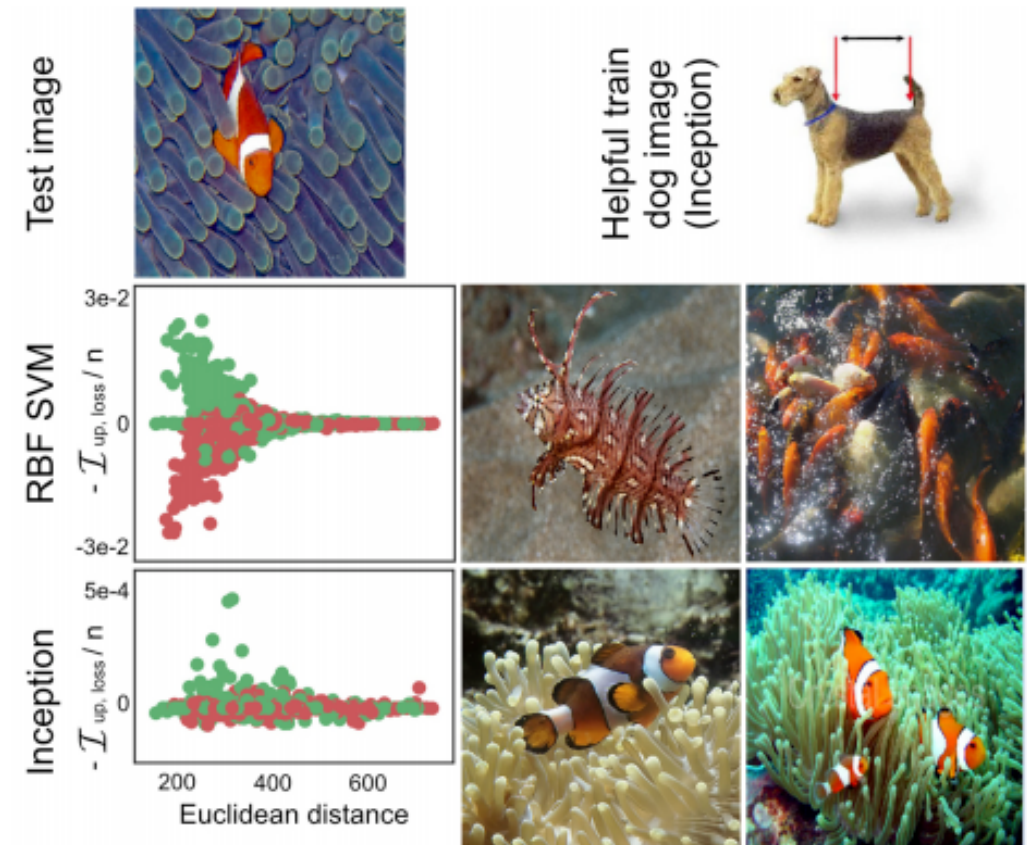 Test image
Helpful train
dog image
(Inception)
RBF SVM
- 𝓘 up, loss / n
3e-2
0
-3e-2
Inception
- 𝓘 up, loss / n
5e-4
0
200 400 600
Euclidean distance